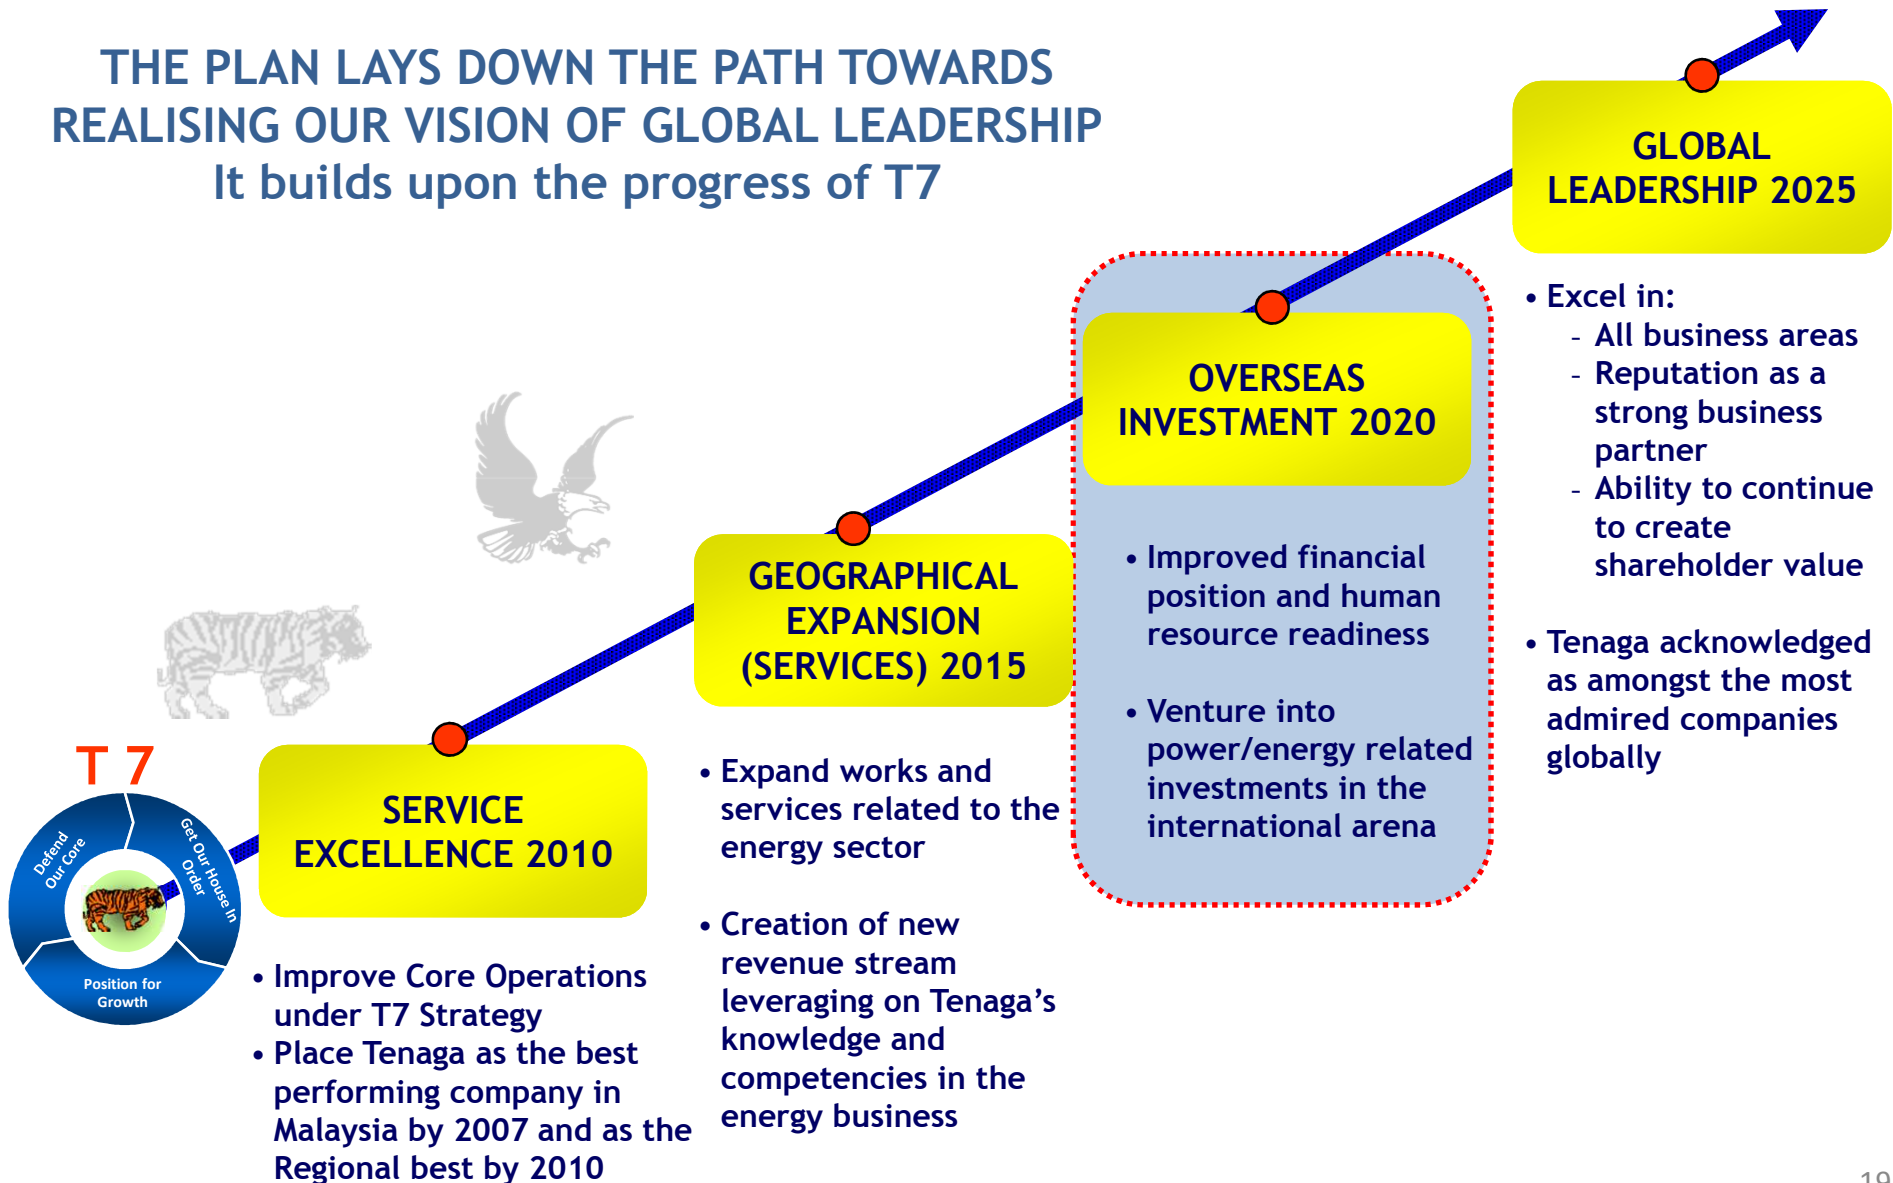 THE PLAN LAYS DOWN THE PATH TOWARDS
REALISING OUR VISION OF GLOBAL LEADERSHIP
It builds upon the progress of T7
T 7
Defend
Our Core
Get Our House In
Order
Position for
Growth
SERVICE
EXCELLENCE 2010
• Improve Core Operations
under T7 Strategy
• Place Tenaga as the best
performing company in
Malaysia by 2007 and as the
Regional best by 2010
GEOGRAPHICAL
EXPANSION
(SERVICES) 2015
• Expand works and
services related to the
energy sector
• Creation of new
revenue stream
leveraging on Tenaga’s
knowledge and
competencies in the
energy business
OVERSEAS
INVESTMENT 2020
• Improved financial
position and human
resource readiness
• Venture into
power/energy related
investments in the
international arena
GLOBAL
LEADERSHIP 2025
• Excel in:
- All business areas
- Reputation as a
strong business
partner
- Ability to continue
to create
shareholder value
• Tenaga acknowledged
as amongst the most
admired companies
globally
19